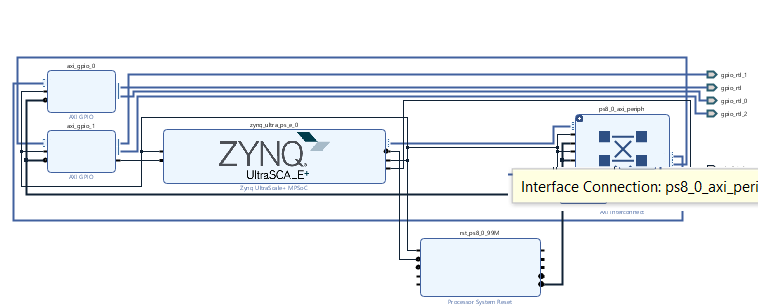 axi_gpio_0
AXI GPIO
axi_gpio_1
AXI GPIO
zynq_ultra_ps_e_0
ZYNQ
UltraSCALE+
Zynq UltraScale+ MPSoC
ps8_0_axi_periph
AXI Interconnect
gpio_rtl_1
gpio_rtl
gpio_rtl_0
gpio_rtl_2
Interface Connection: ps8_0_axi_peri
rst_ps8_0_99M
Processor System Reset